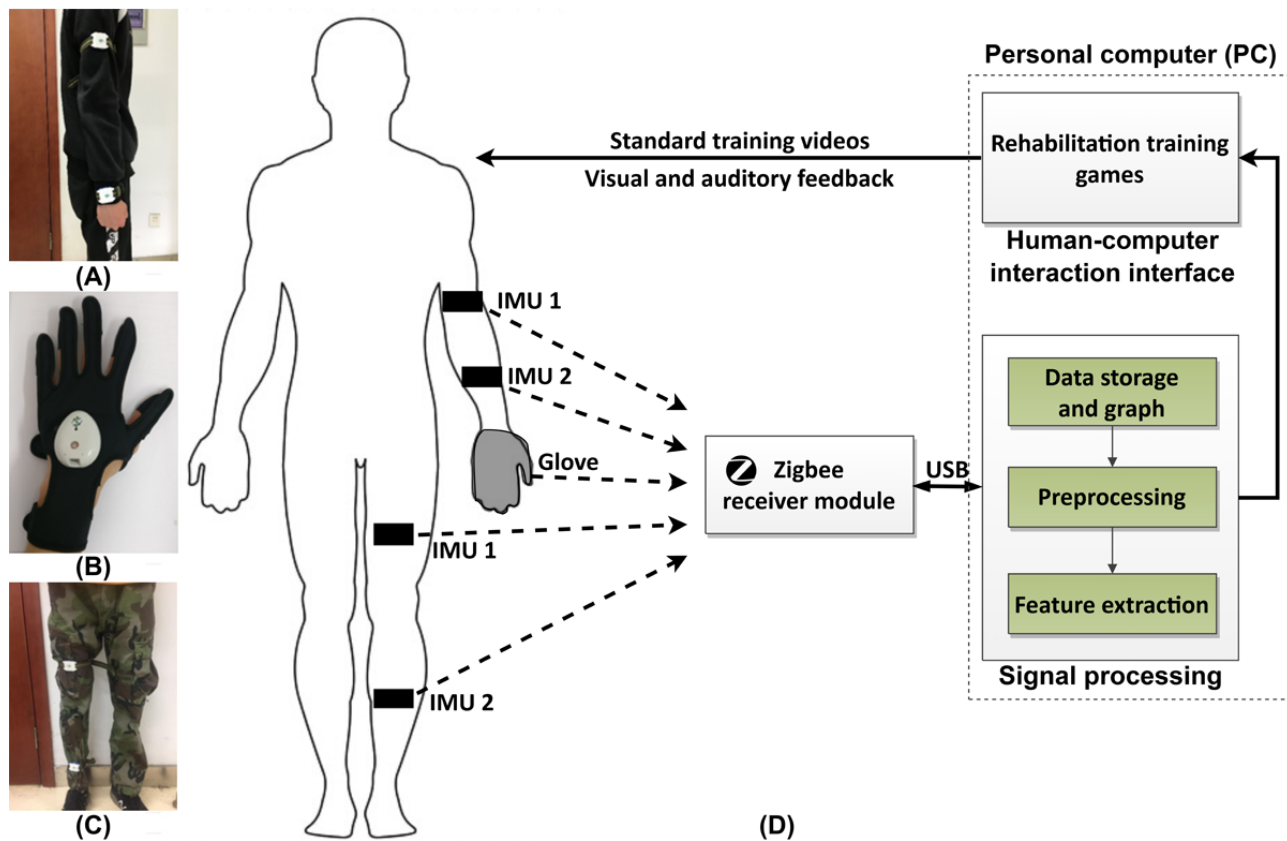 Personal computer (PC)
Standard training videos
Visual and auditory feedback
Rehabilitation training
games
Human-computer
interaction interface
(A)
IMU 1
IMU 2
Glove
IMU 1
IMU 2
Zigbee
receiver module
USB
Data storage
and graph
Preprocessing
Feature extraction
Signal processing
(B)
(C)
(D)